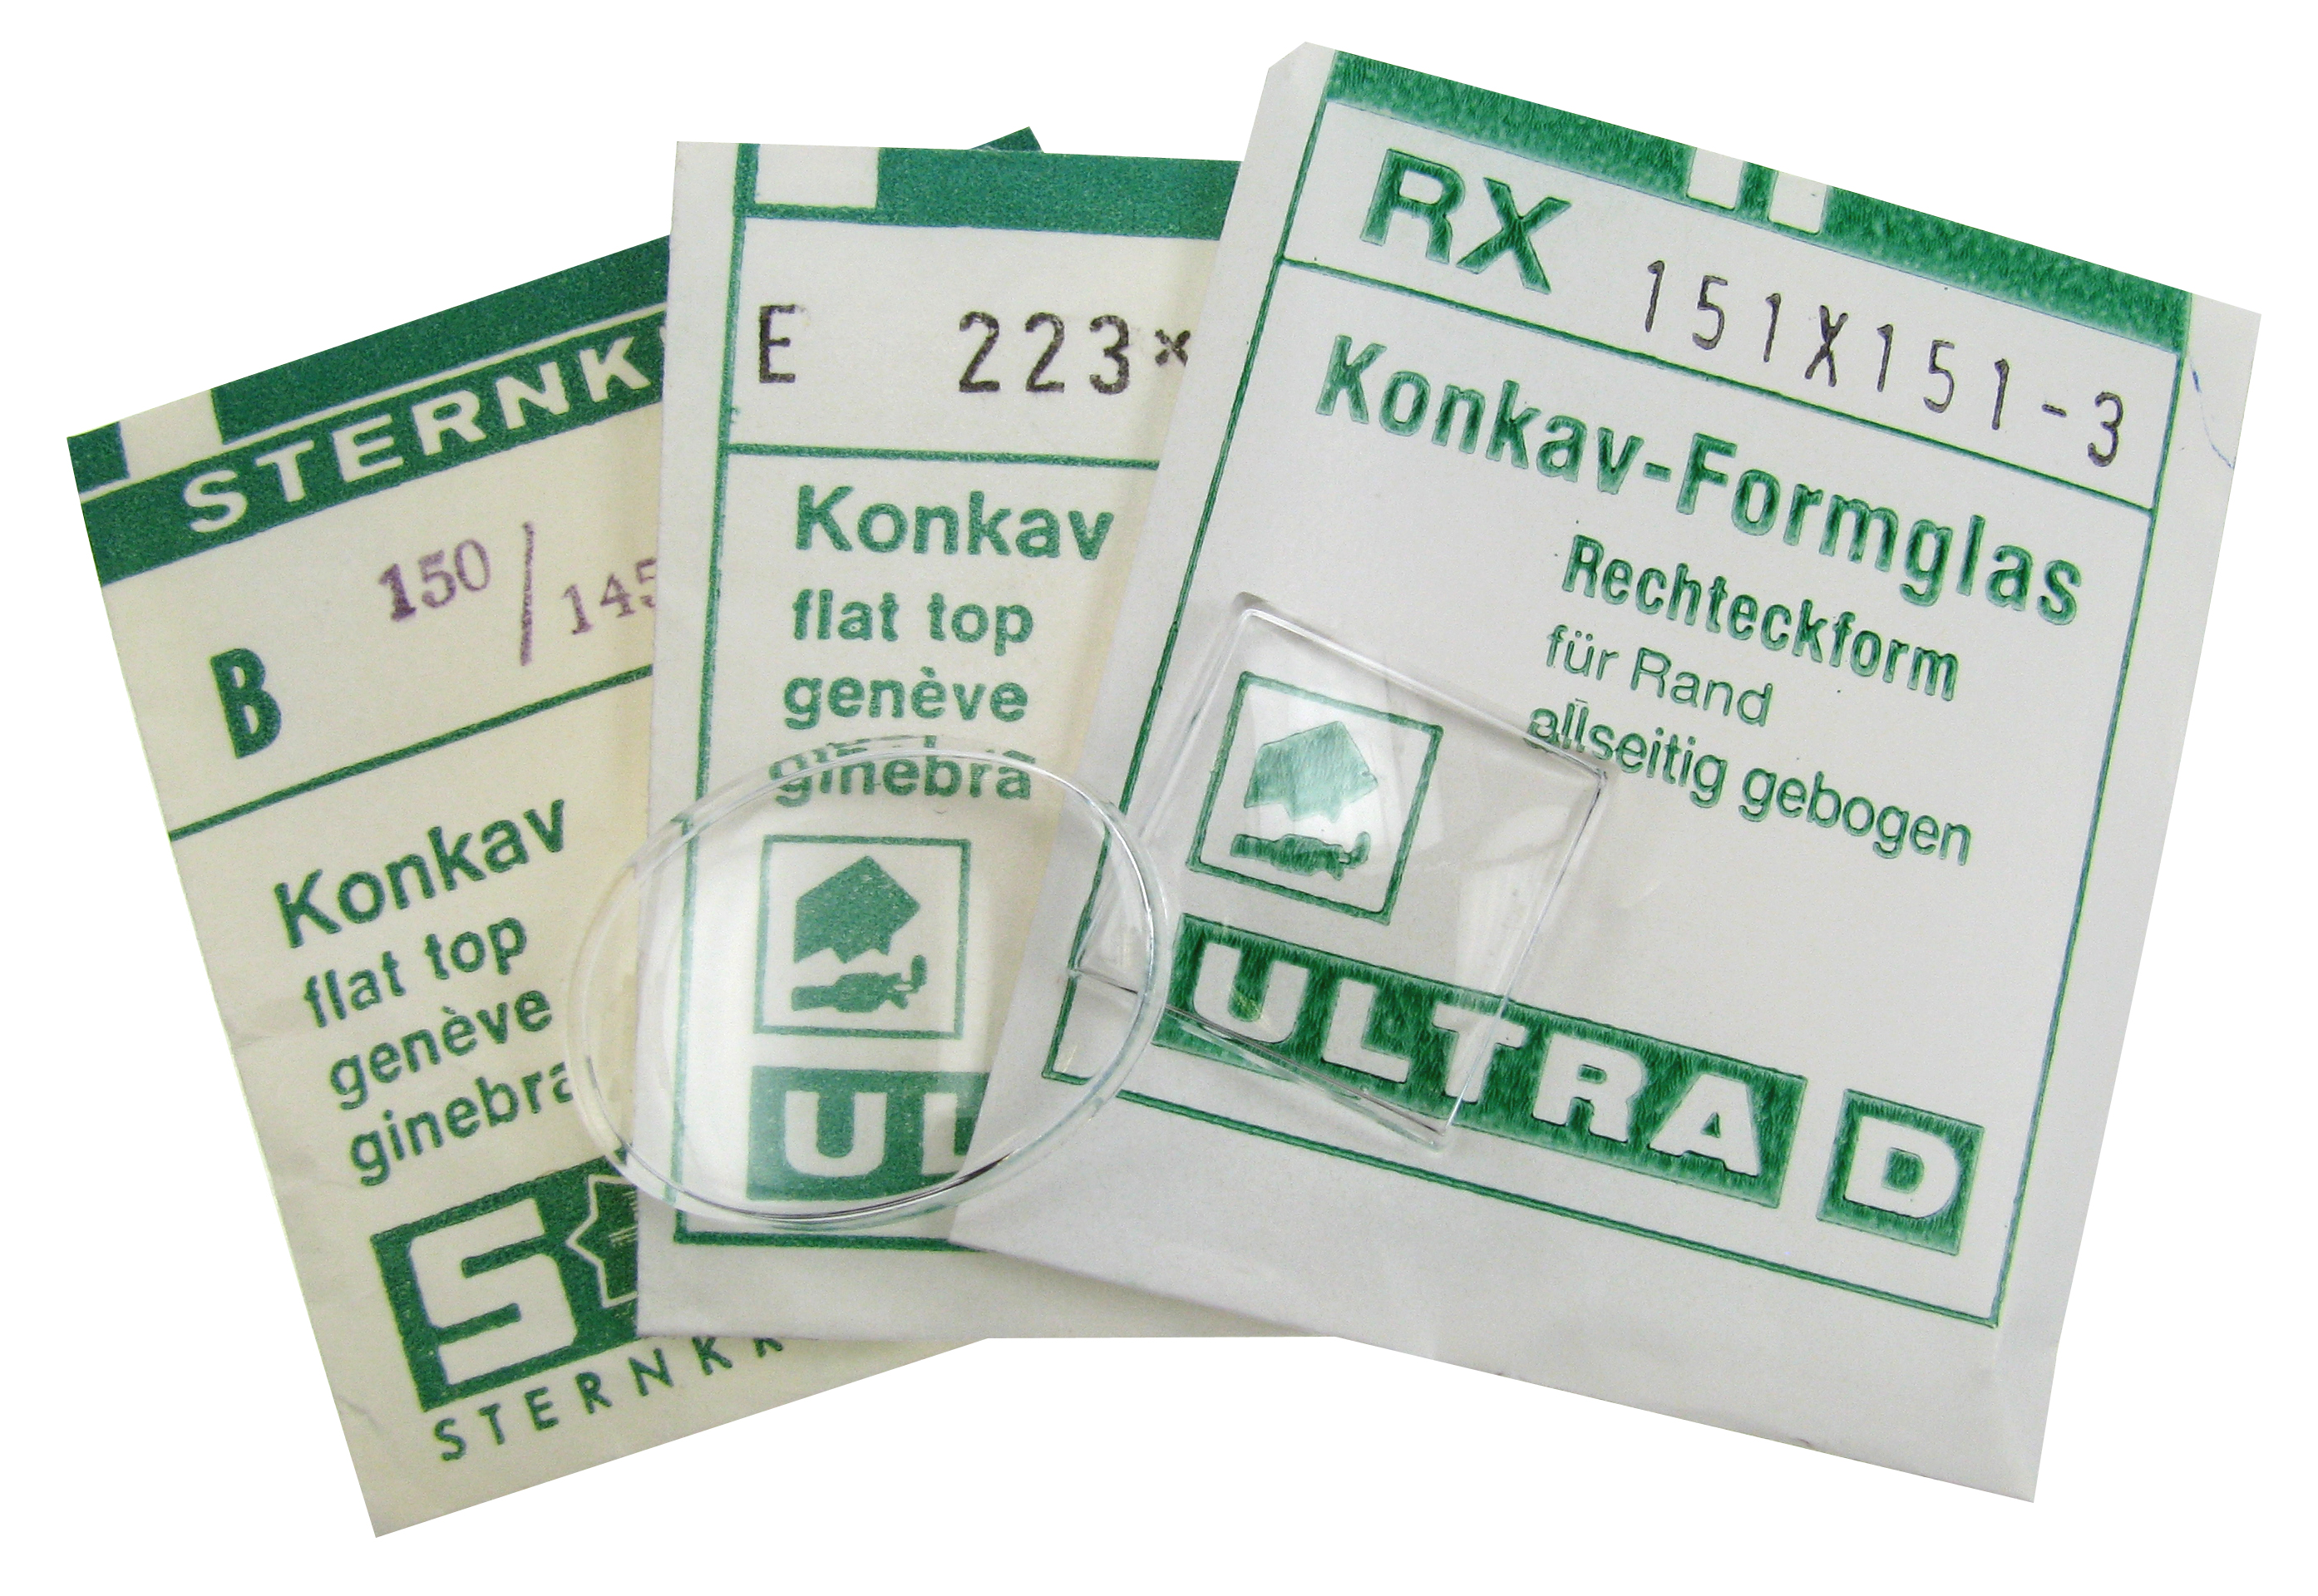 STERNK
150/145
B
Konkav
flat top
genève
ginebra
S
STERNKR
E 223×
Konkav
flat top
genève
ginebra
UL
RX 151X151-3
Konkav-Formglas
Rechteckform
für Rand
allseitig gebogen
ULTRA D